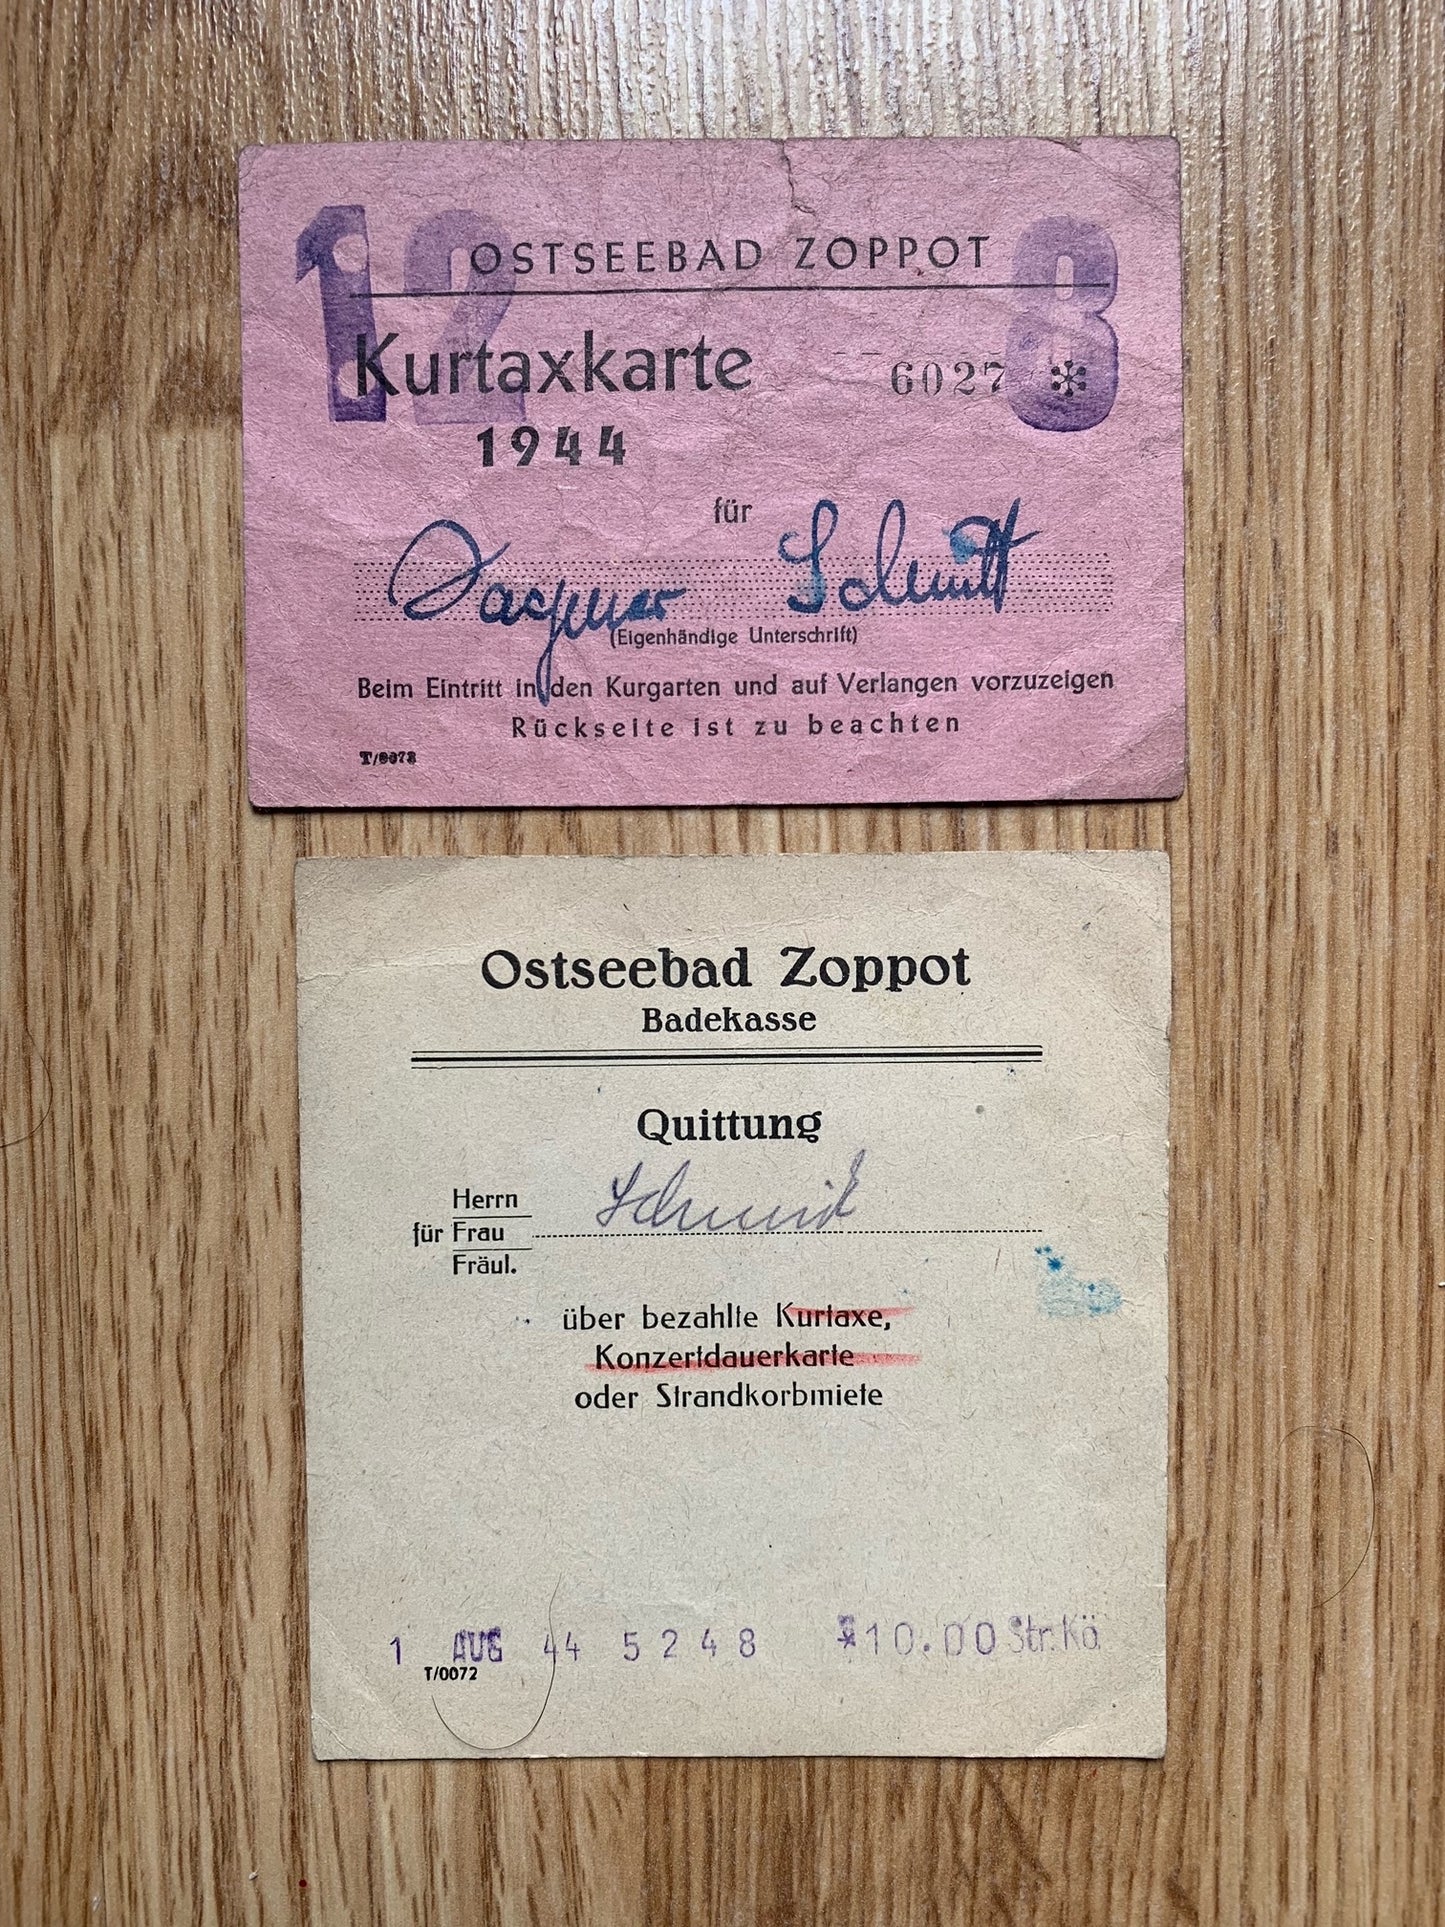 12 8
OSTSEEBAD ZOPPOT
Kurtaxkarte 6027 *
1944
für
Dagmar Schmitt
(Eigenhändige Unterschrift)
Beim Eintritt in den Kurgarten und auf Verlangen vorzuzeigen
Rückseite ist zu beachten
T/0073
Ostseebad Zoppot
Badekasse
Quittung
Herrn
für Frau Schmidt
Fräul.
über bezahlte Kurtaxe,
Konzertdauerkarte
oder Strandkorbmiete
1 AUG 44 5248 *10.00 Str.Kö.
T/0072